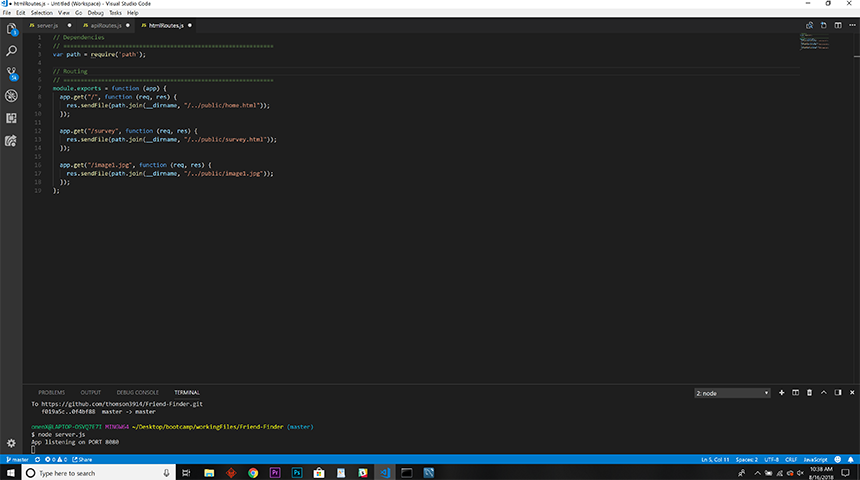 ● htmlRoutes.js - Untitled (Workspace) - Visual Studio Code
File Edit Selection View Go Debug Tasks Help
server.js ● apiRoutes.js ● htmlRoutes.js ●
1 // Dependencies
2 // =============================================================
3 var path = require('path');
4
5 // Routing
6 // =============================================================
7 module.exports = function (app) {
8 app.get("/", function (req, res) {
9 res.sendFile(path.join(__dirname, "/../public/home.html"));
10 });
11
12 app.get("/survey", function (req, res) {
13 res.sendFile(path.join(__dirname, "/../public/survey.html"));
14 });
15
16 app.get("/image1.jpg", function (req, res) {
17 res.sendFile(path.join(__dirname, "/../public/image1.jpg"));
18 });
19 };
PROBLEMS OUTPUT DEBUG CONSOLE TERMINAL 2: node
To https://github.com/thomson3914/Friend-Finder.git
f019a5c..0f4bf88 master -> master
MINGW64 ~/Desktop/bootcamp/workingFiles/Friend-Finder (master)
$ node server.js
App listening on PORT 8080
master 0 0 Share Ln 5, Col 11 Spaces: 2 UTF-8 CRLF JavaScript
Type here to search
10:38 AM
8/16/2018